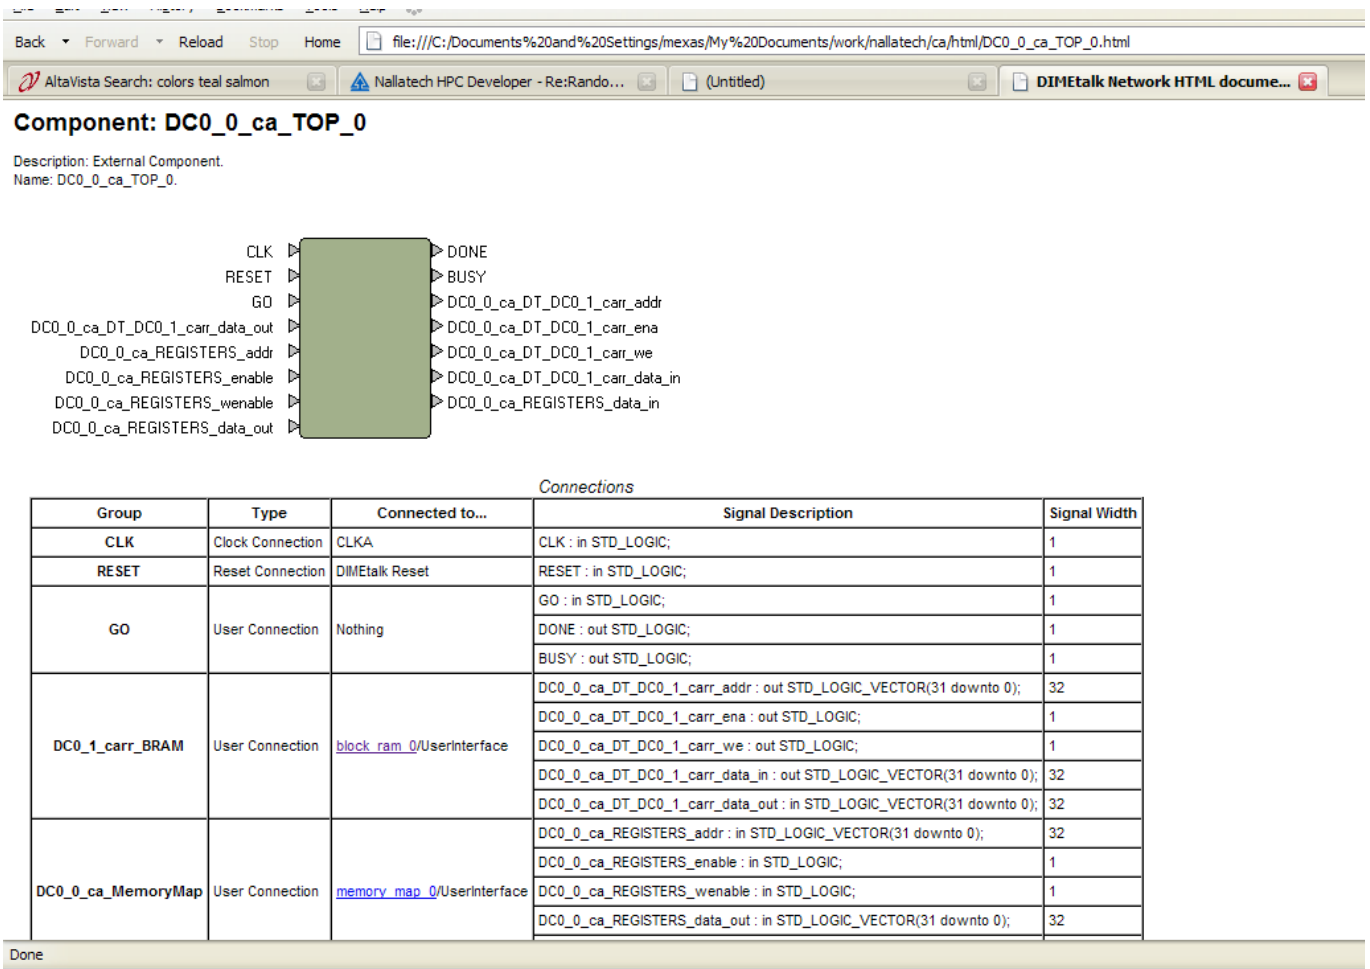 Back Forward Reload Stop Home file:///C:/Documents%20and%20Settings/mexas/My%20Documents/work/nallatech/ca/html/DC0_0_ca_TOP_0.html
AltaVista Search: colors teal salmon Nallatech HPC Developer - Re:Rando... (Untitled) DIMEtalk Network HTML docume...
Component: DC0_0_ca_TOP_0
Description: External Component.
Name: DC0_0_ca_TOP_0.
CLK DONE
RESET BUSY
GO DC0_0_ca_DT_DC0_1_carr_addr
DC0_0_ca_DT_DC0_1_carr_data_out DC0_0_ca_DT_DC0_1_carr_ena
DC0_0_ca_REGISTERS_addr DC0_0_ca_DT_DC0_1_carr_we
DC0_0_ca_REGISTERS_enable DC0_0_ca_DT_DC0_1_carr_data_in
DC0_0_ca_REGISTERS_wenable DC0_0_ca_REGISTERS_data_in
DC0_0_ca_REGISTERS_data_out
Connections
Group Type Connected to... Signal Description Signal Width
CLK Clock Connection CLKA CLK : in STD_LOGIC; 1
RESET Reset Connection DIMEtalk Reset RESET : in STD_LOGIC; 1
GO User Connection Nothing GO : in STD_LOGIC; 1
DONE : out STD_LOGIC; 1
BUSY : out STD_LOGIC; 1
DC0_1_carr_BRAM User Connection block_ram_0/UserInterface DC0_0_ca_DT_DC0_1_carr_addr : out STD_LOGIC_VECTOR(31 downto 0); 32
DC0_0_ca_DT_DC0_1_carr_ena : out STD_LOGIC; 1
DC0_0_ca_DT_DC0_1_carr_we : out STD_LOGIC; 1
DC0_0_ca_DT_DC0_1_carr_data_in : out STD_LOGIC_VECTOR(31 downto 0); 32
DC0_0_ca_DT_DC0_1_carr_data_out : in STD_LOGIC_VECTOR(31 downto 0); 32
DC0_0_ca_MemoryMap User Connection memory_map_0/UserInterface DC0_0_ca_REGISTERS_addr : in STD_LOGIC_VECTOR(31 downto 0); 32
DC0_0_ca_REGISTERS_enable : in STD_LOGIC; 1
DC0_0_ca_REGISTERS_wenable : in STD_LOGIC; 1
DC0_0_ca_REGISTERS_data_out : in STD_LOGIC_VECTOR(31 downto 0); 32
Done